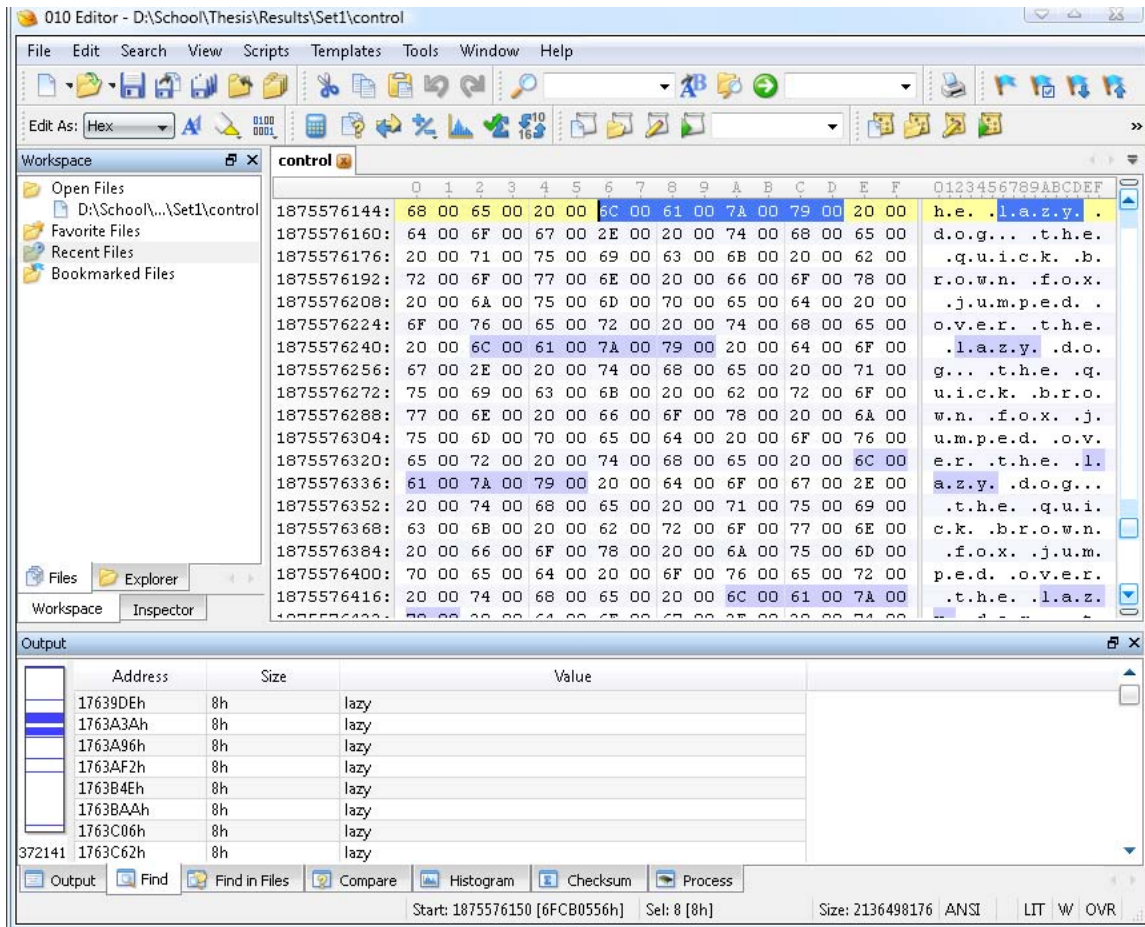 010 Editor - D:\School\Thesis\Results\Set1\control
File Edit Search View Scripts Templates Tools Window Help
Edit As: Hex
Workspace
control
Open Files
D:\School\...\Set1\control
Favorite Files
Recent Files
Bookmarked Files
0 1 2 3 4 5 6 7 8 9 A B C D E F 0123456789ABCDEF
1875576144: 68 00 65 00 20 00 6C 00 61 00 7A 00 79 00 20 00 h.e. .l.a.z.y. .
1875576160: 64 00 6F 00 67 00 2E 00 20 00 74 00 68 00 65 00 d.o.g... .t.h.e.
1875576176: 20 00 71 00 75 00 69 00 63 00 6B 00 20 00 62 00 .q.u.i.c.k. .b.
1875576192: 72 00 6F 00 77 00 6E 00 20 00 66 00 6F 00 78 00 r.o.w.n. .f.o.x.
1875576208: 20 00 6A 00 75 00 6D 00 70 00 65 00 64 00 20 00 .j.u.m.p.e.d. .
1875576224: 6F 00 76 00 65 00 72 00 20 00 74 00 68 00 65 00 o.v.e.r. .t.h.e.
1875576240: 20 00 6C 00 61 00 7A 00 79 00 20 00 64 00 6F 00 .l.a.z.y. .d.o.
1875576256: 67 00 2E 00 20 00 74 00 68 00 65 00 20 00 71 00 g... .t.h.e. .q.
1875576272: 75 00 69 00 63 00 6B 00 20 00 62 00 72 00 6F 00 u.i.c.k. .b.r.o.
1875576288: 77 00 6E 00 20 00 66 00 6F 00 78 00 20 00 6A 00 w.n. .f.o.x. .j.
1875576304: 75 00 6D 00 70 00 65 00 64 00 20 00 6F 00 76 00 u.m.p.e.d. .o.v.
1875576320: 65 00 72 00 20 00 74 00 68 00 65 00 20 00 6C 00 e.r. .t.h.e. .l.
1875576336: 61 00 7A 00 79 00 20 00 64 00 6F 00 67 00 2E 00 a.z.y. .d.o.g...
1875576352: 20 00 74 00 68 00 65 00 20 00 71 00 75 00 69 00 .t.h.e. .q.u.i.
1875576368: 63 00 6B 00 20 00 62 00 72 00 6F 00 77 00 6E 00 c.k. .b.r.o.w.n.
1875576384: 20 00 66 00 6F 00 78 00 20 00 6A 00 75 00 6D 00 .f.o.x. .j.u.m.
1875576400: 70 00 65 00 64 00 20 00 6F 00 76 00 65 00 72 00 p.e.d. .o.v.e.r.
1875576416: 20 00 74 00 68 00 65 00 20 00 6C 00 61 00 7A 00 .t.h.e. .l.a.z.
Files Explorer
Workspace Inspector
Output
Address Size Value
17639DEh 8h lazy
1763A3Ah 8h lazy
1763A96h 8h lazy
1763AF2h 8h lazy
1763B4Eh 8h lazy
1763BAAh 8h lazy
1763C06h 8h lazy
372141 1763C62h 8h lazy
Output Find Find in Files Compare Histogram Checksum Process
Start: 1875576150 [6FCB0556h] Sel: 8 [8h] Size: 2136498176 ANSI LIT W OVR